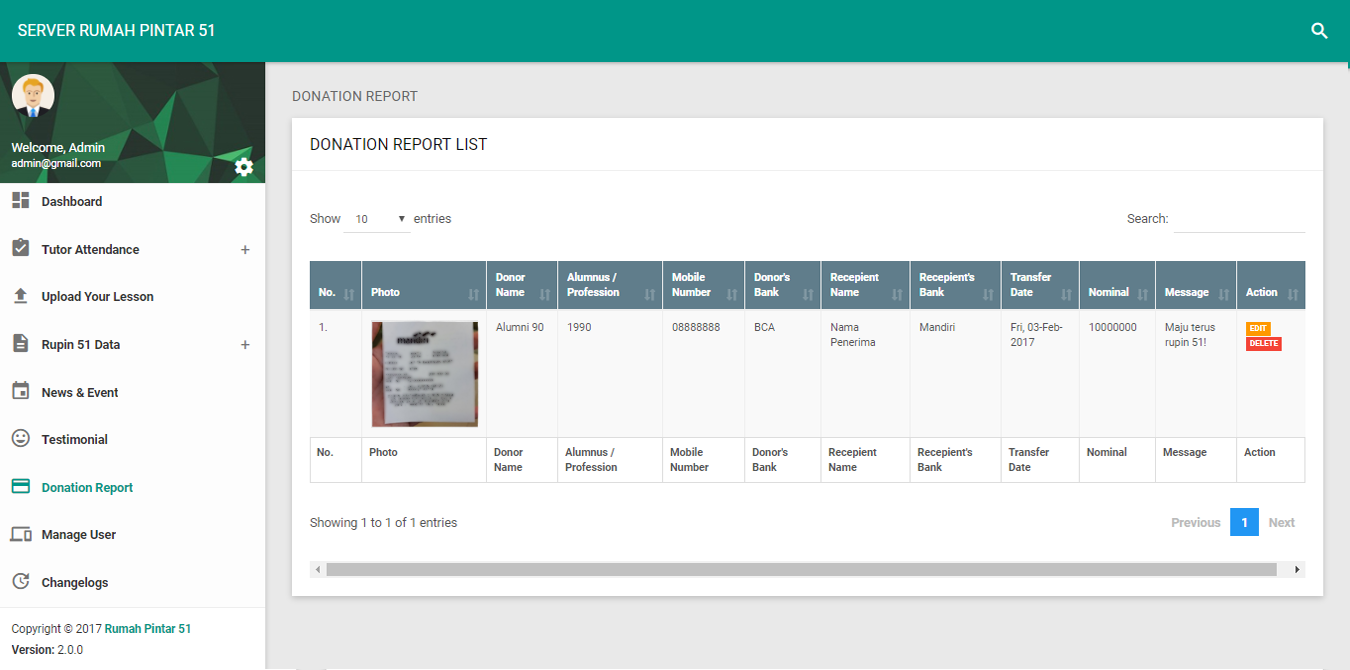 SERVER RUMAH PINTAR 51
Welcome, Admin
admin@gmail.com
Dashboard
Tutor Attendance +
Upload Your Lesson
Rupin 51 Data +
News & Event
Testimonial
Donation Report
Manage User
Changelogs
Copyright © 2017 Rumah Pintar 51
Version: 2.0.0
DONATION REPORT
DONATION REPORT LIST
Show 10 entries
Search:
No. Photo Donor Name Alumnus / Profession Mobile Number Donor's Bank Recepient Name Recepient's Bank Transfer Date Nominal Message Action
1. Alumni 90 1990 08888888 BCA Nama Penerima Mandiri Fri, 03-Feb-2017 10000000 Maju terus rupin 51! EDIT DELETE
mandiri
No. Photo Donor Name Alumnus / Profession Mobile Number Donor's Bank Recepient Name Recepient's Bank Transfer Date Nominal Message Action
Showing 1 to 1 of 1 entries
Previous 1 Next